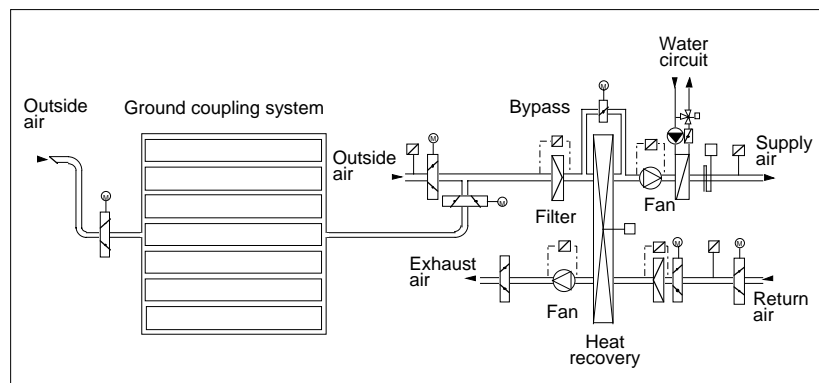 Outside
air
Ground coupling system
Outside
air
Bypass
Water
circuit
Supply
air
Filter
Fan
Exhaust
air
Fan
Heat
recovery
Return
air
M
M
M
M
M
M